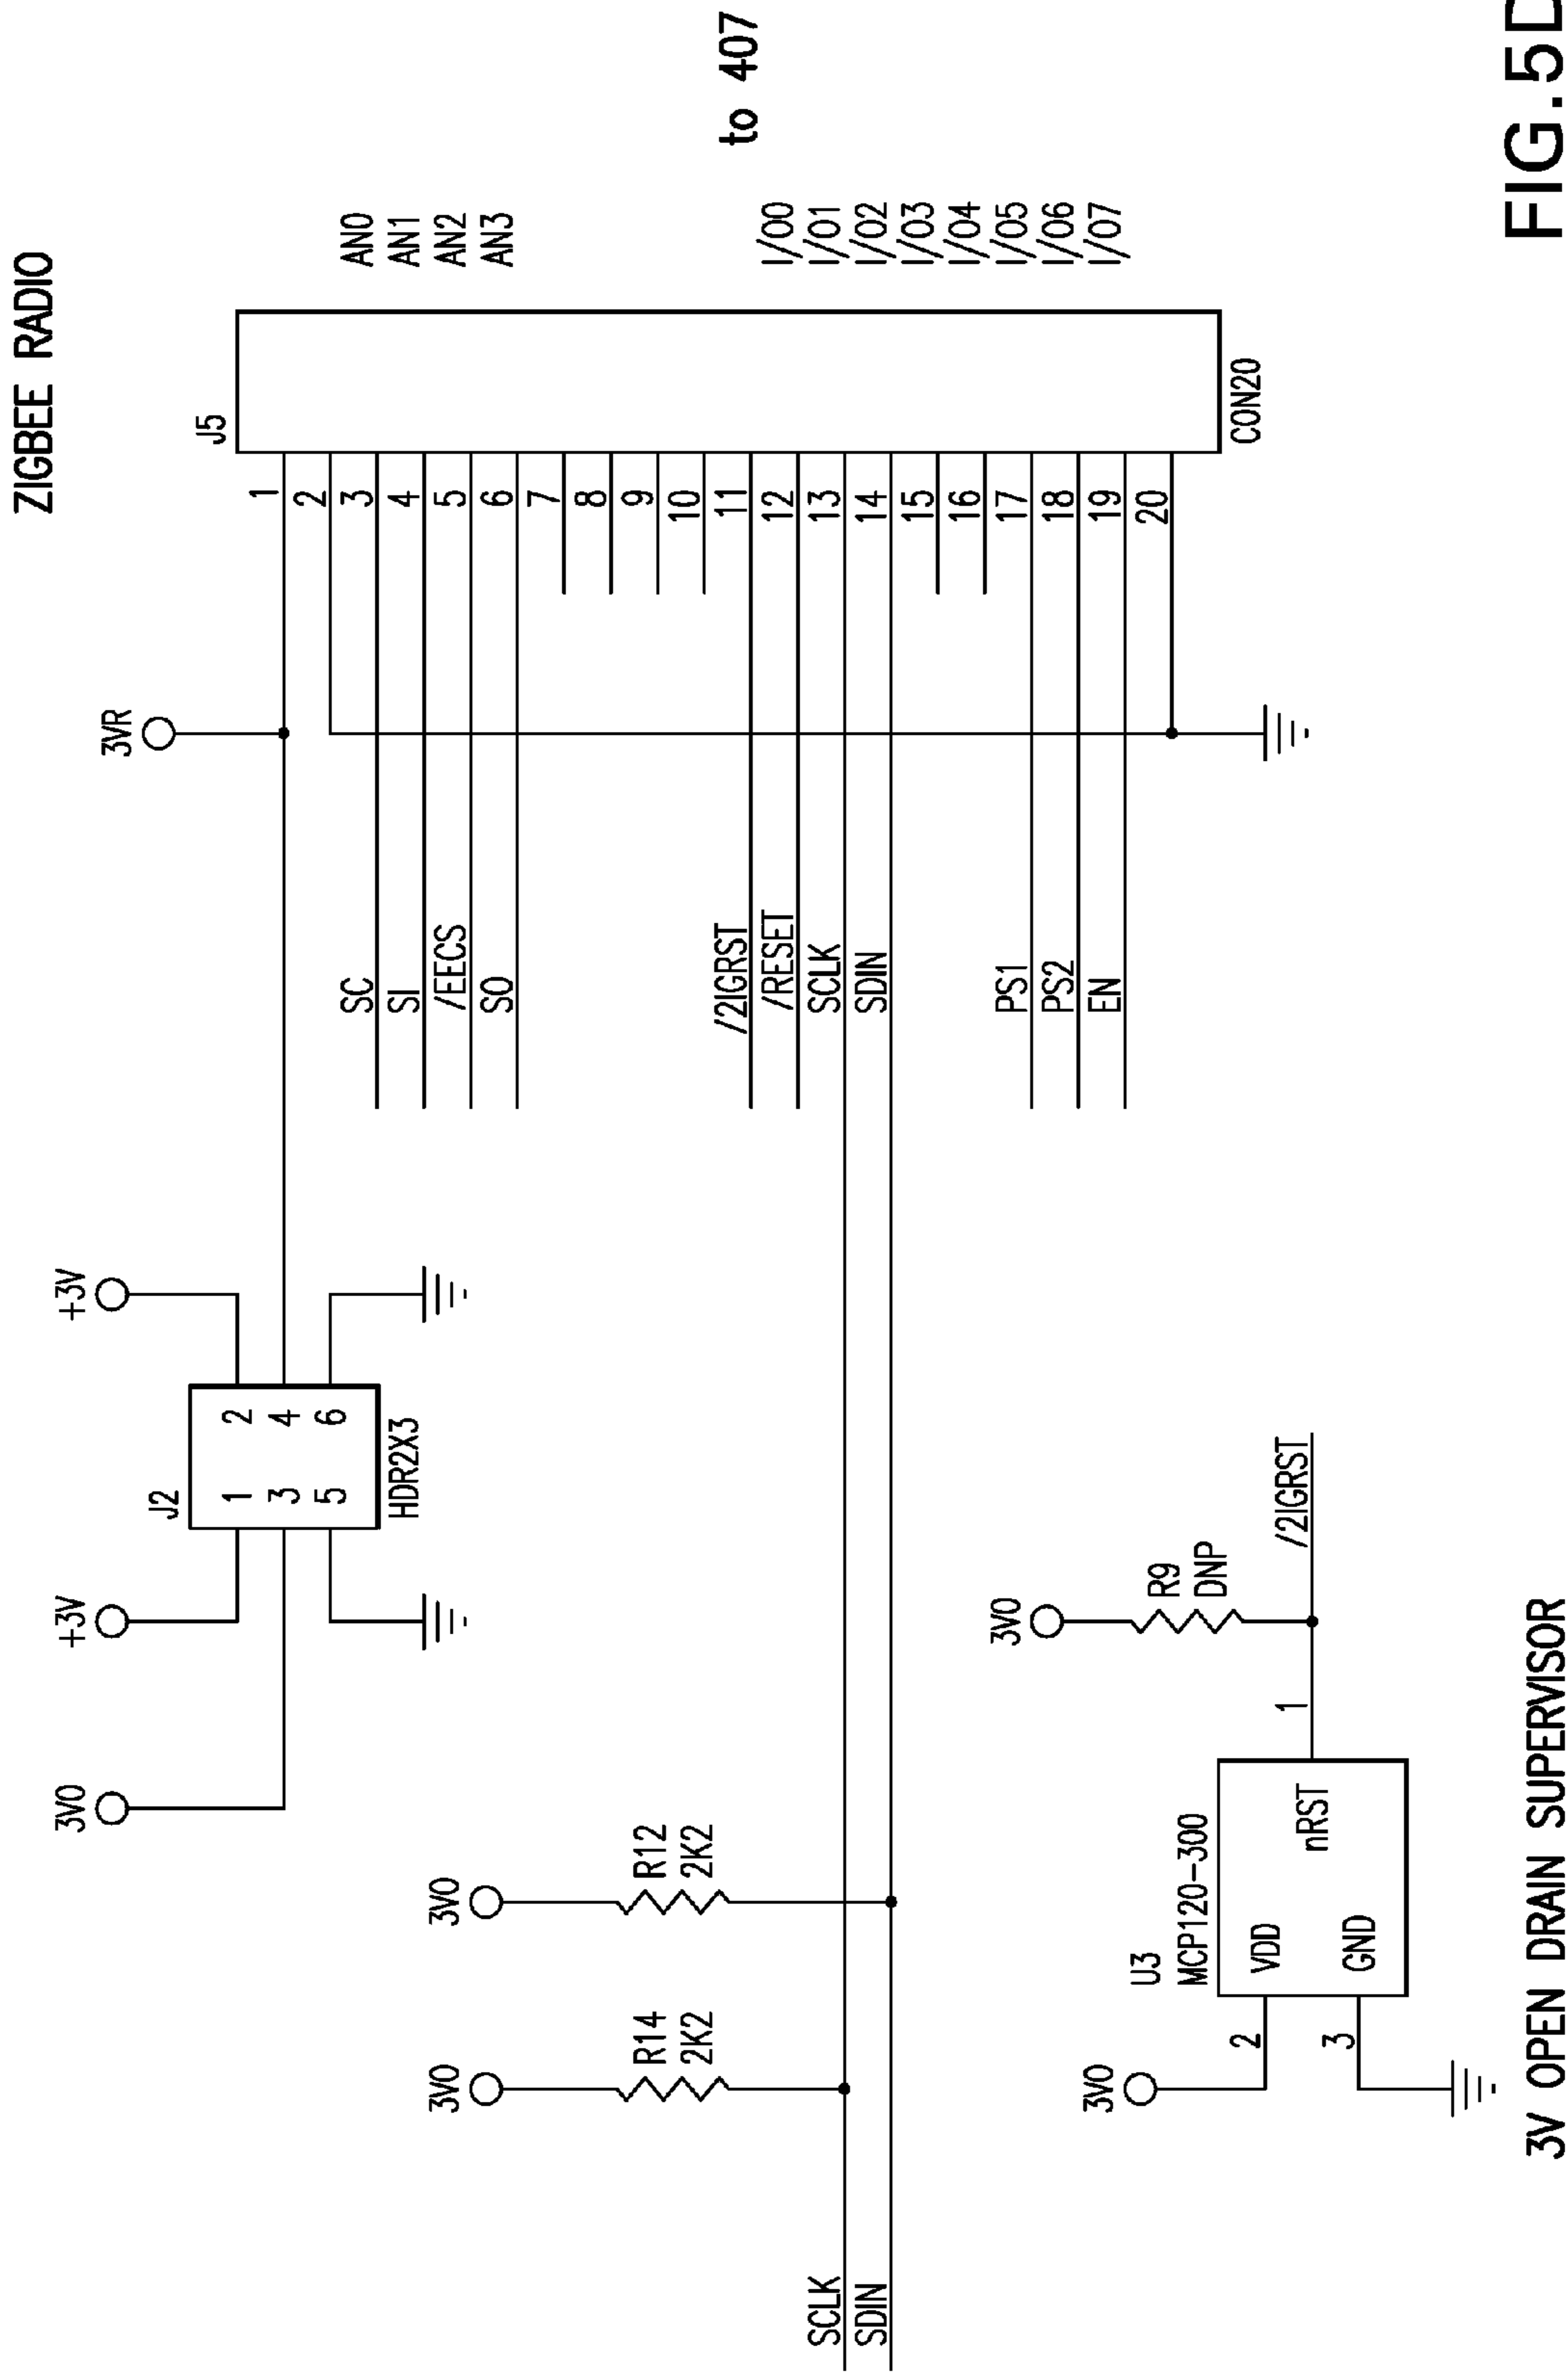 ZIGBEE RADIO
3VO
+3V
+3V
3VR
J2
1 2
3 4
5 6
HDR2X3
J5
1
2
3
4
5
6
7
8
9
10
11
12
13
14
15
16
17
18
19
20
CON20
AN0
AN1
AN2
AN3
I/O0
I/O1
I/O2
I/O3
I/O4
I/O5
I/O6
I/O7
to 407
SC
SI
/EECS
SO
/2IGRST
/RESET
SCLK
SDIN
PS1
PS2
EN
3VO
R14
2K2
3VO
R12
2K2
SCLK
SDIN
3VO
U3
MCP120-300
2
VDD
3
GND
nRST
1
3VO
R9
DNP
/2IGRST
3V OPEN DRAIN SUPERVISOR
FIG.5D